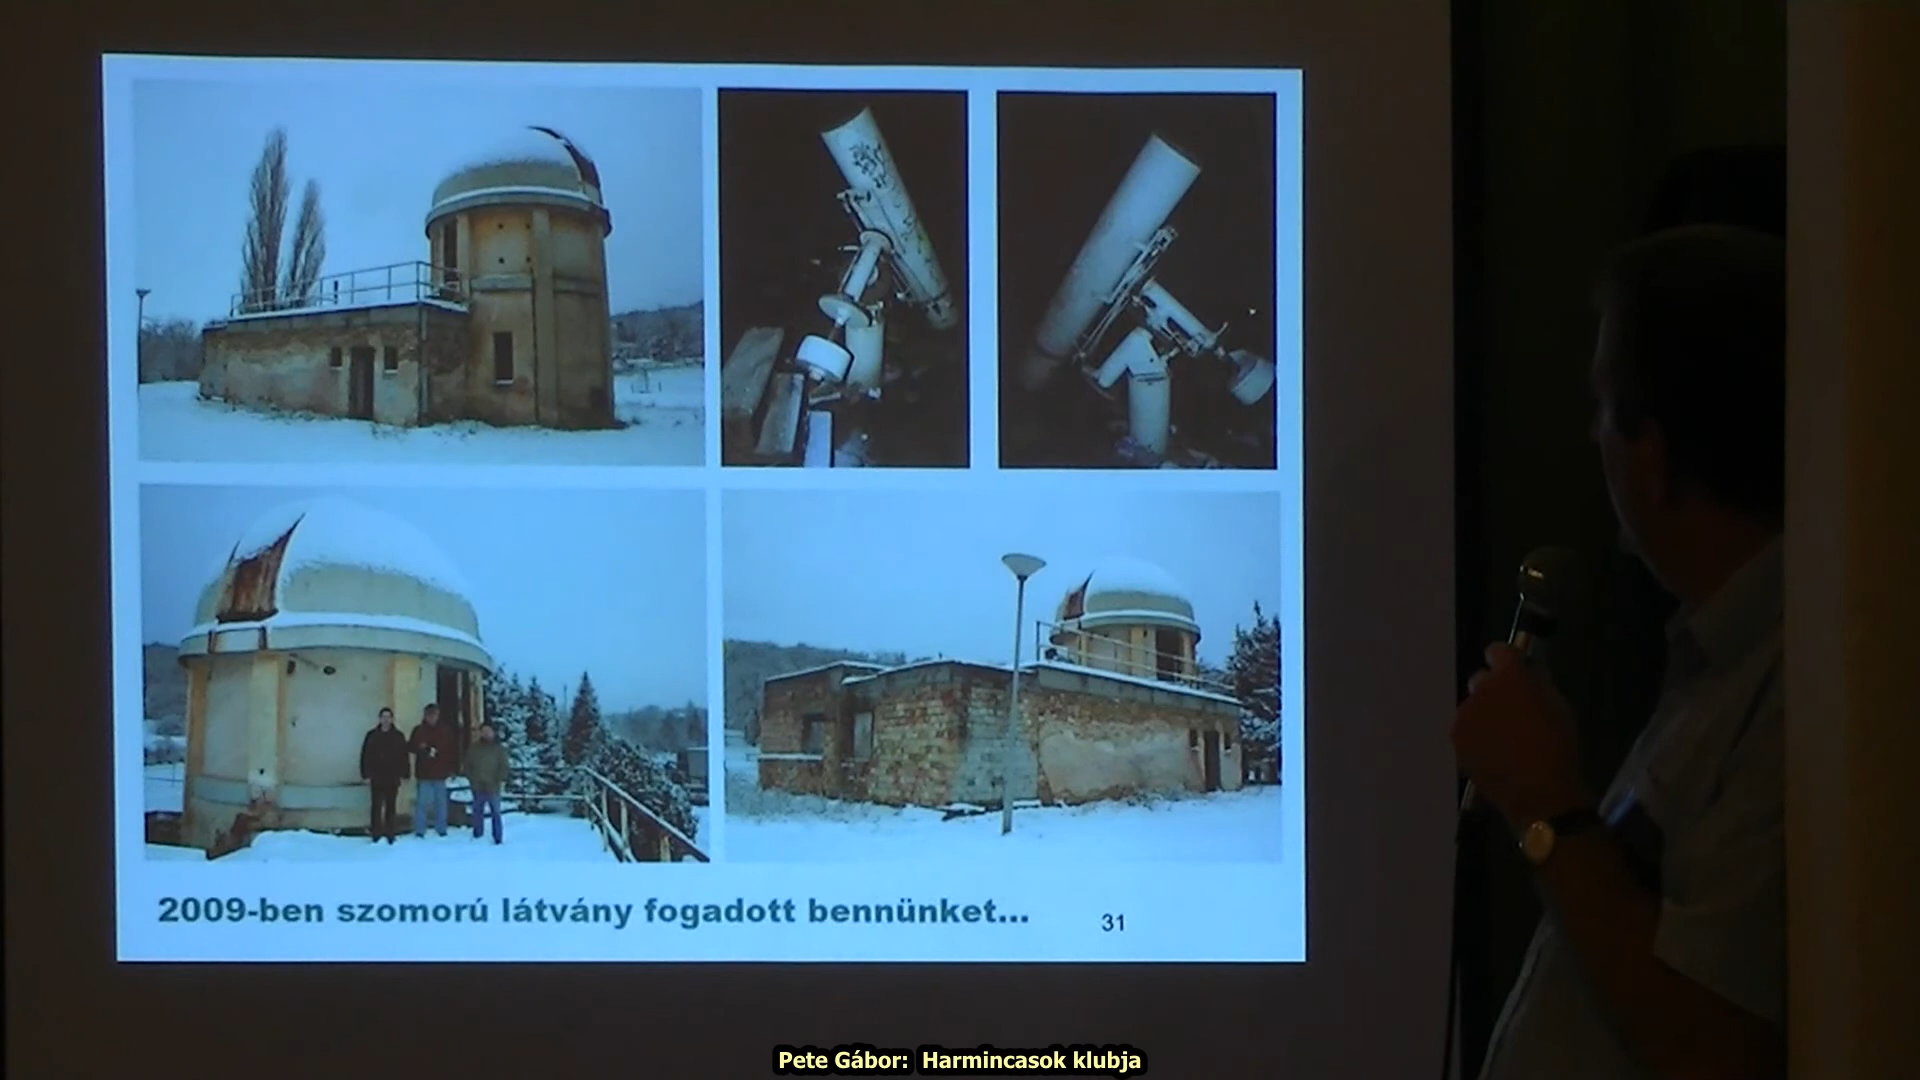 2009-ben szomorú látvány fogadott bennünket...
31
Pete Gábor: Harmincasok klubja